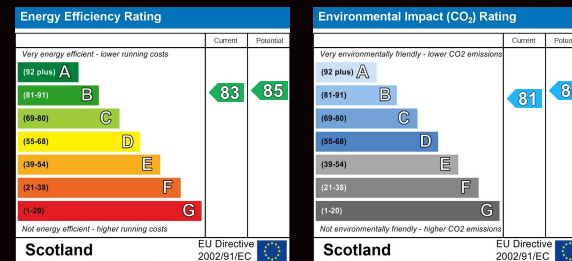 Energy Efficiency Rating
Current Potential
Very energy efficient - lower running costs
(92 plus) A
(81-91) B
83 85
(69-80) C
(55-68) D
(39-54) E
(21-38) F
(1-20) G
Not energy efficient - higher running costs
Scotland
EU Directive
2002/91/EC
Environmental Impact (CO₂) Rating
Current
Very environmentally friendly - lower CO2 emissions
(92 plus) A
(81-91) B
81
(69-80) C
(55-68) D
(39-54) E
(21-38) F
(1-20) G
Not environmentally friendly - higher CO2 emissions
Scotland
EU Directive
2002/91/EC